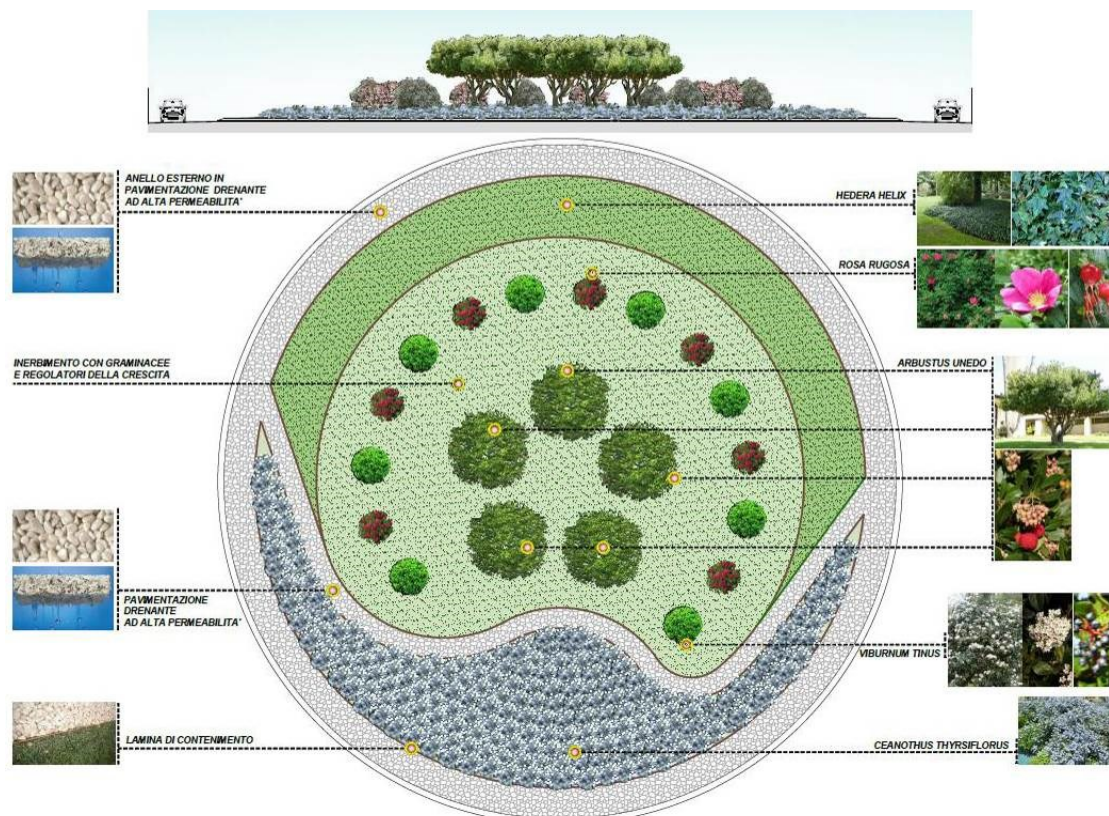 ANELLO ESTERNO IN
PAVIMENTAZIONE DRENANTE
AD ALTA PERMEABILITA'
HEDERA HELIX
ROSA RUGOSA
INERBIMENTO CON GRAMINACEE
E REGOLATORI DELLA CRESCITA
ARBUSTUS UNEDO
PAVIMENTAZIONE
DRENANTE
AD ALTA PERMEABILITA'
VIBURNUM TINUS
LAMINA DI CONTENIMENTO
CEANOTHUS THYRSIFLORUS